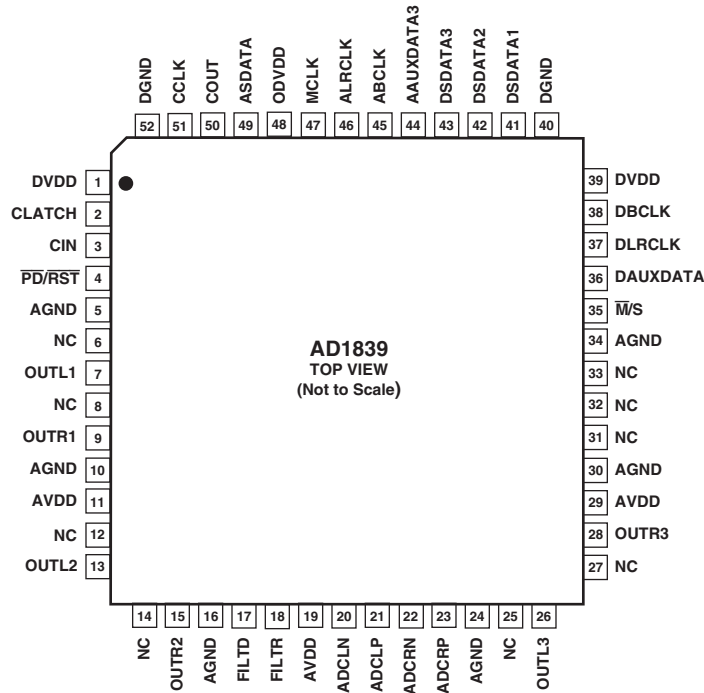 DGND
CCLK
COUT
ASDATA
ODVDD
MCLK
ALRCLK
ABCLK
AAUXDATA3
DSDATA3
DSDATA2
DSDATA1
DGND
52 51 50 49 48 47 46 45 44 43 42 41 40
DVDD 1
CLATCH 2
CIN 3
PD/RST 4
AGND 5
NC 6
OUTL1 7
NC 8
OUTR1 9
AGND 10
AVDD 11
NC 12
OUTL2 13
AD1839
TOP VIEW
(Not to Scale)
39 DVDD
38 DBCLK
37 DLRCLK
36 DAUXDATA
35 M/S
34 AGND
33 NC
32 NC
31 NC
30 AGND
29 AVDD
28 OUTR3
27 NC
14 15 16 17 18 19 20 21 22 23 24 25 26
NC
OUTR2
AGND
FILTD
FILTR
AVDD
ADCLN
ADCLP
ADCRN
ADCRP
AGND
NC
OUTL3